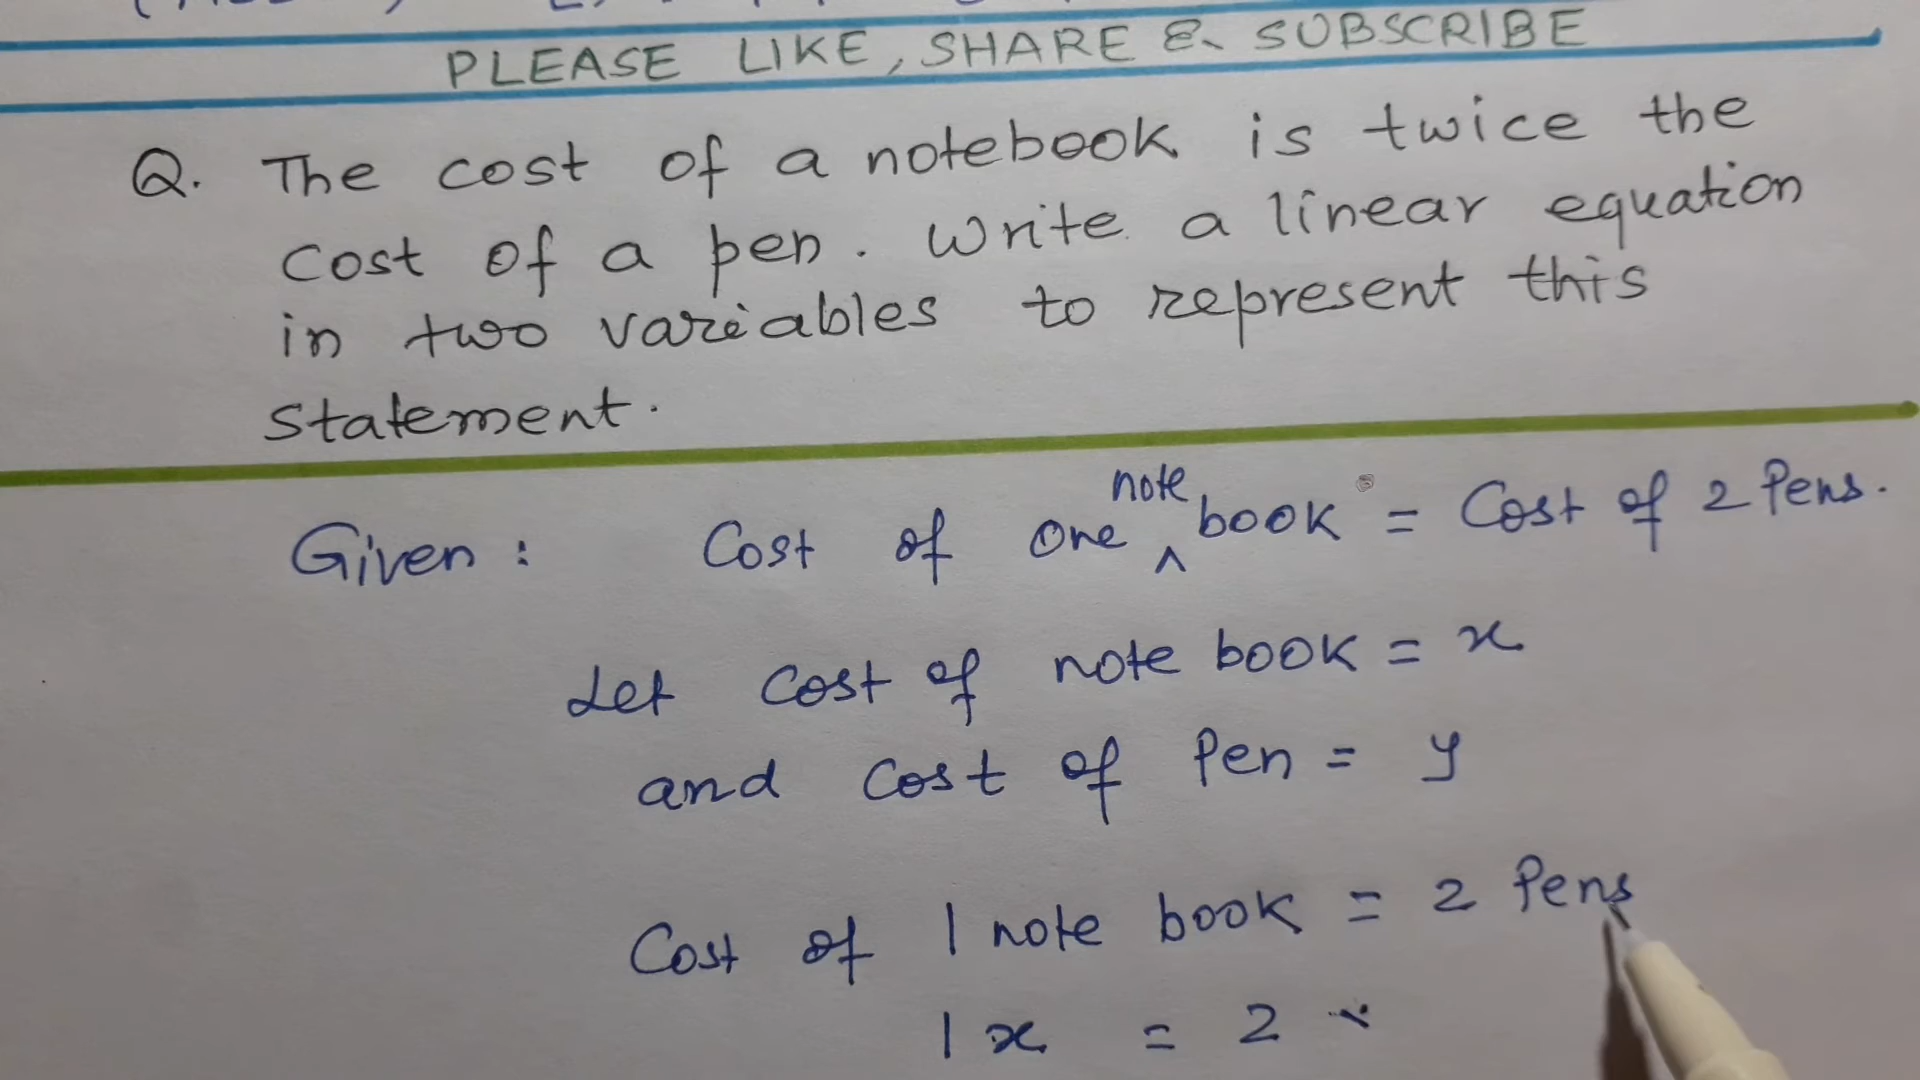 PLEASE LIKE, SHARE & SUBSCRIBE
Q. The cost of a notebook is twice the
cost of a pen. Write a linear equation
in two variables to represent this
statement.
Given : Cost of one note book = Cost of 2 Pens.
Let cost of note book = x
and cost of Pen = y
Cost of 1 note book = 2 Pens
1 x = 2